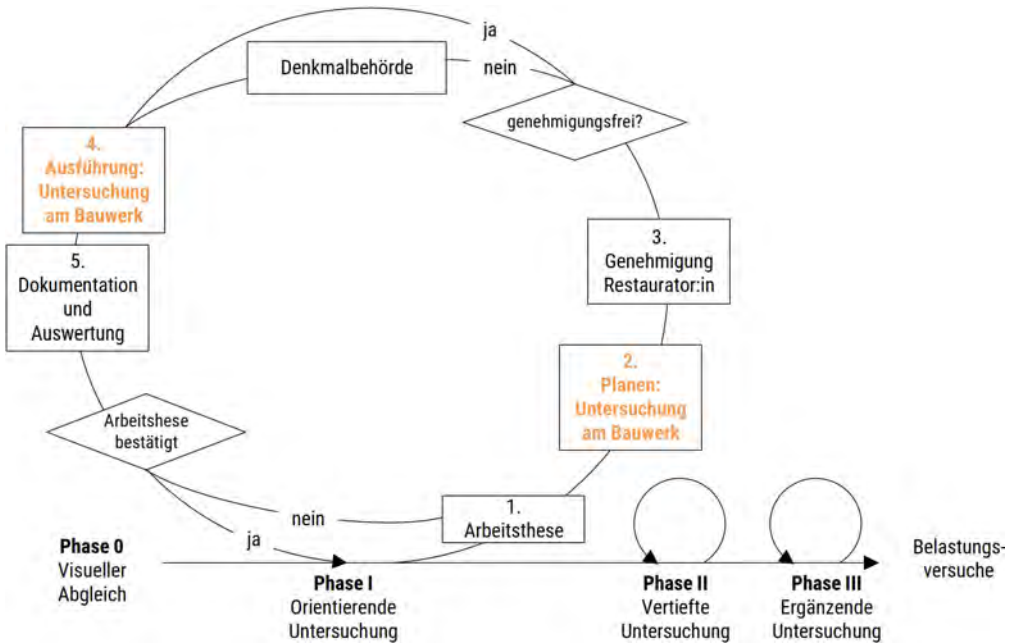 ja
Denkmalbehörde
nein
genehmigungsfrei?
4.
Ausführung:
Untersuchung
am Bauwerk
3.
Genehmigung
Restaurator:in
5.
Dokumentation
und
Auswertung
2.
Planen:
Untersuchung
am Bauwerk
Arbeitshese
bestätigt
1.
Arbeitsthese
nein
ja
Phase 0
Visueller
Abgleich
Phase I
Orientierende
Untersuchung
Phase II
Vertiefte
Untersuchung
Phase III
Ergänzende
Untersuchung
Belastungs-
versuche